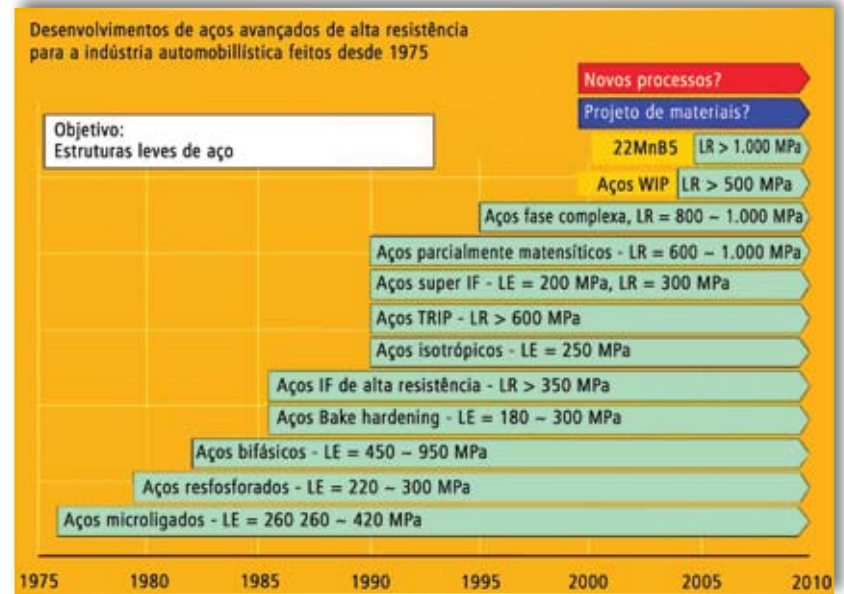 Desenvolvimentos de aços avançados de alta resistência
para a indústria automobillística feitos desde 1975
Novos processos?
Projeto de materiais?
Objetivo:
Estruturas leves de aço
22MnB5 LR > 1.000 MPa
Aços WIP LR > 500 MPa
Aços fase complexa, LR = 800 ~ 1.000 MPa
Aços parcialmente matensíticos - LR = 600 ~ 1.000 MPa
Aços super IF - LE = 200 MPa, LR = 300 MPa
Aços TRIP - LR > 600 MPa
Aços isotrópicos - LE = 250 MPa
Aços IF de alta resistência - LR > 350 MPa
Aços Bake hardening - LE = 180 ~ 300 MPa
Aços bifásicos - LE = 450 ~ 950 MPa
Aços resfosforados - LE = 220 ~ 300 MPa
Aços microligados - LE = 260 260 ~ 420 MPa
1975 1980 1985 1990 1995 2000 2005 2010